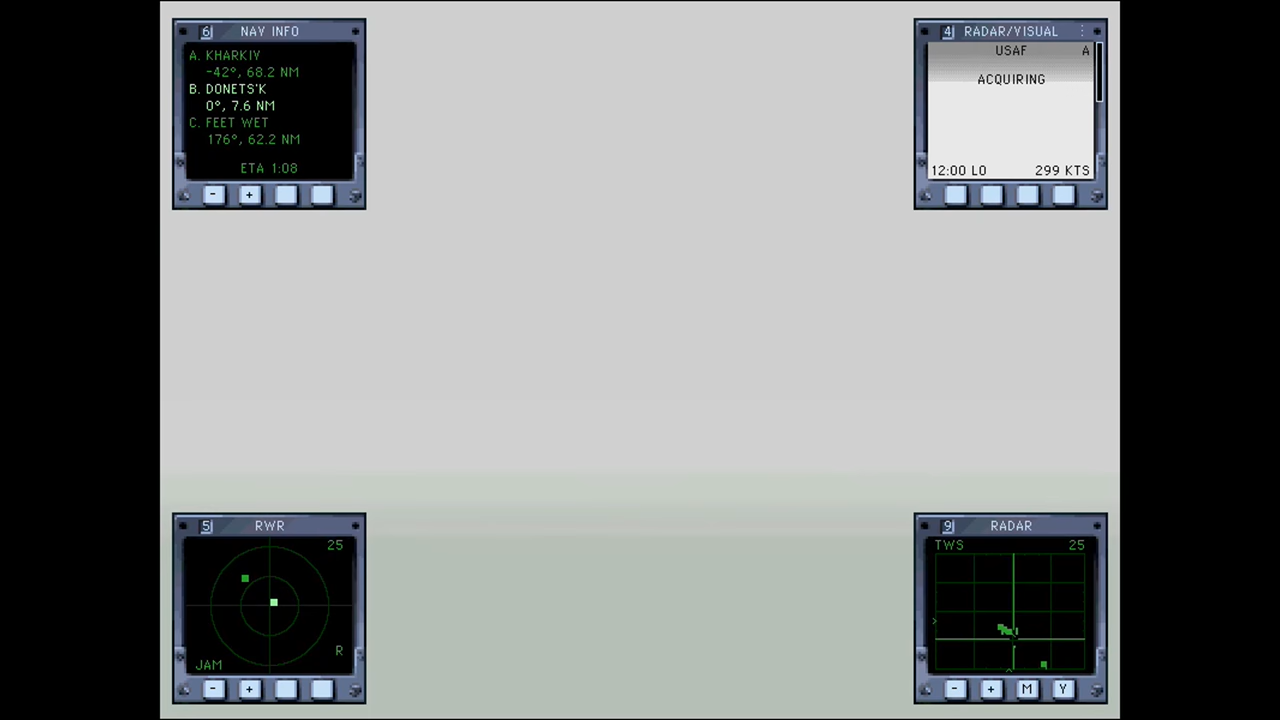 6 NAV INFO
A. KHARKIY
-42°, 68.2 NM
B. DONETS'K
0°, 7.6 NM
C. FEET WET
176°, 62.2 NM
ETA 1:08
- +
4 RADAR/VISUAL
USAF A
ACQUIRING
12:00 LO 299 KTS
5 RWR
25
R
JAM
- +
9 RADAR
TWS 25
- + M Y